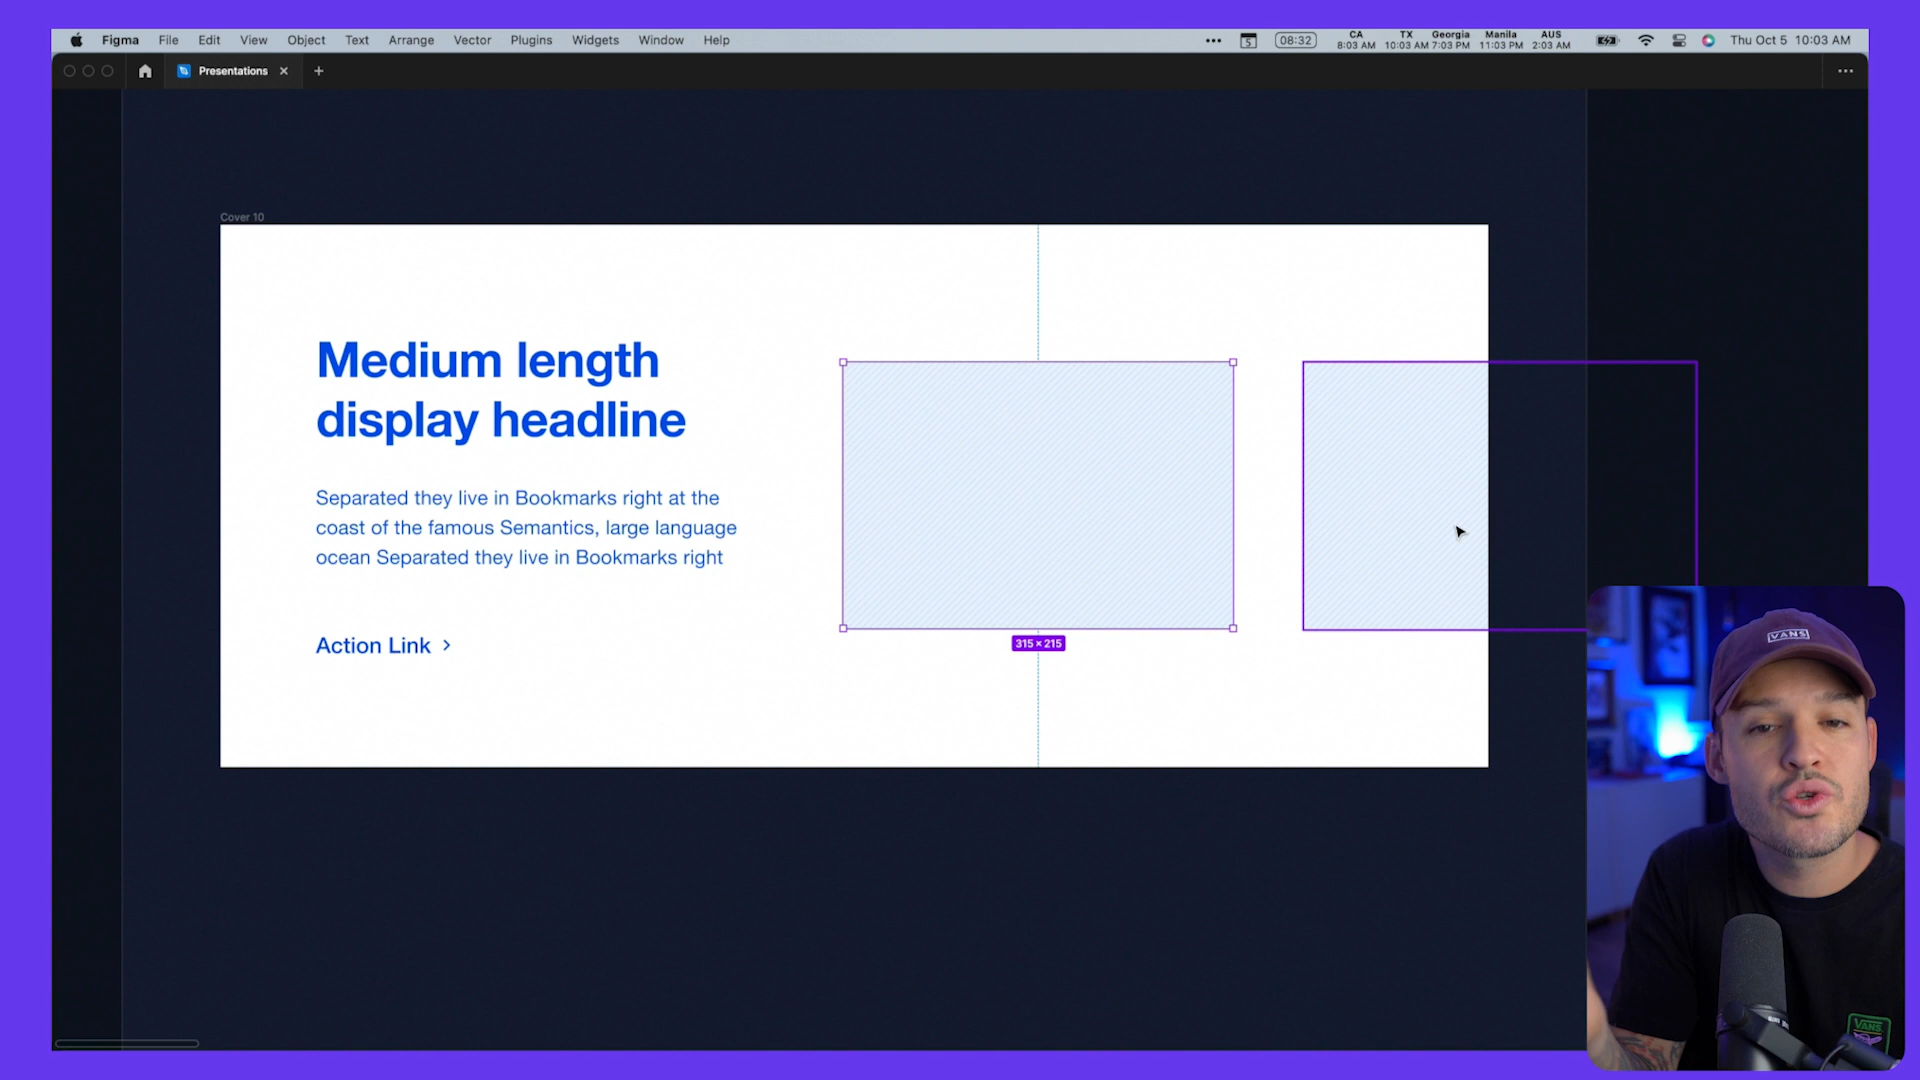 Figma File Edit View Object Text Arrange Vector Plugins Widgets Window Help
5
08:32
CA TX Georgia Manila AUS
8:03 AM 10:03 AM 7:03 PM 11:03 PM 2:03 AM
Thu Oct 5 10:03 AM
Presentations
Cover 10
Medium length
display headline
Separated they live in Bookmarks right at the
coast of the famous Semantics, large language
ocean Separated they live in Bookmarks right
Action Link
315 × 215
VANS
VANS